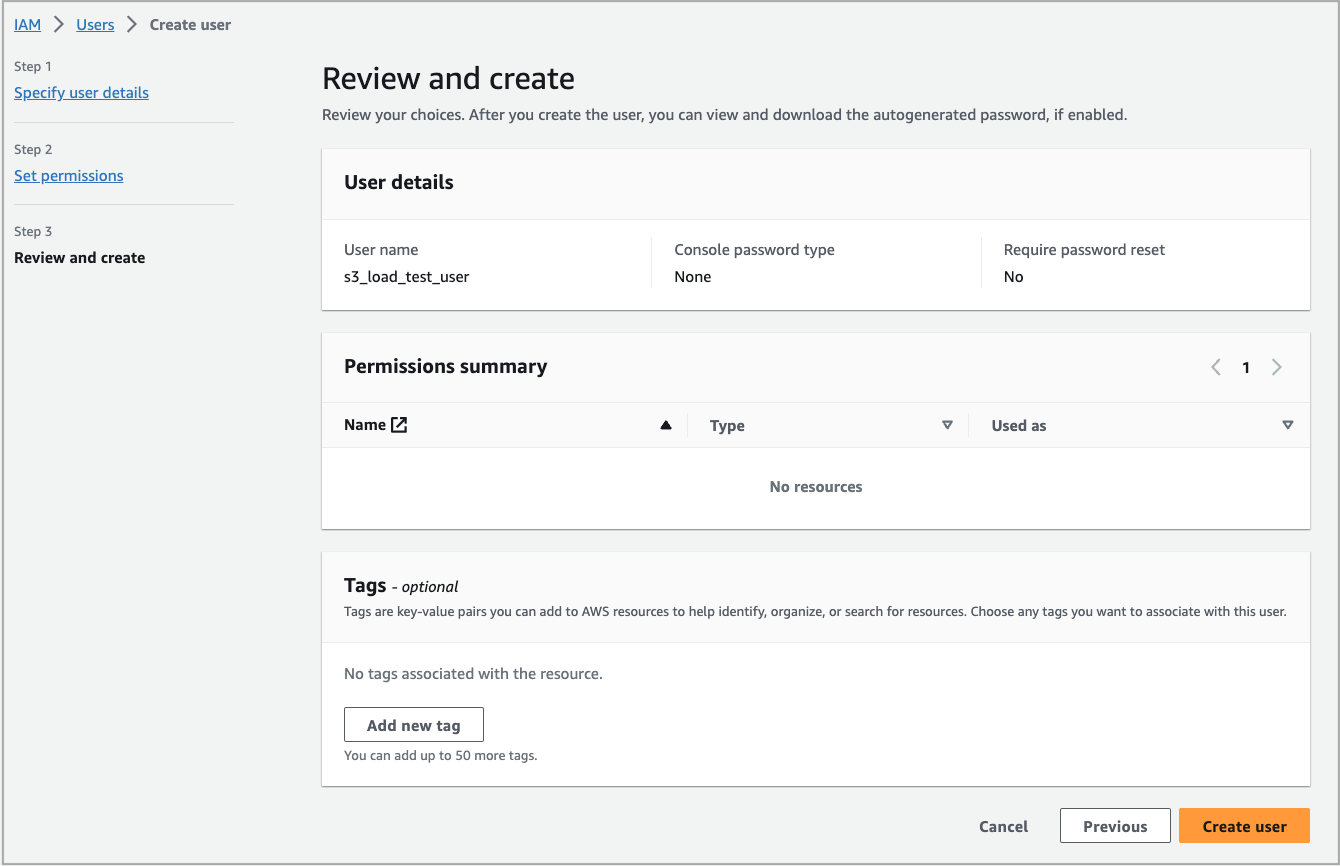 IAM > Users > Create user
Step 1
Specify user details
Step 2
Set permissions
Step 3
Review and create
Review and create
Review your choices. After you create the user, you can view and download the autogenerated password, if enabled.
User details
User name
s3_load_test_user
Console password type
None
Require password reset
No
Permissions summary
1
Name Type Used as
No resources
Tags - optional
Tags are key-value pairs you can add to AWS resources to help identify, organize, or search for resources. Choose any tags you want to associate with this user.
No tags associated with the resource.
Add new tag
You can add up to 50 more tags.
Cancel Previous Create user